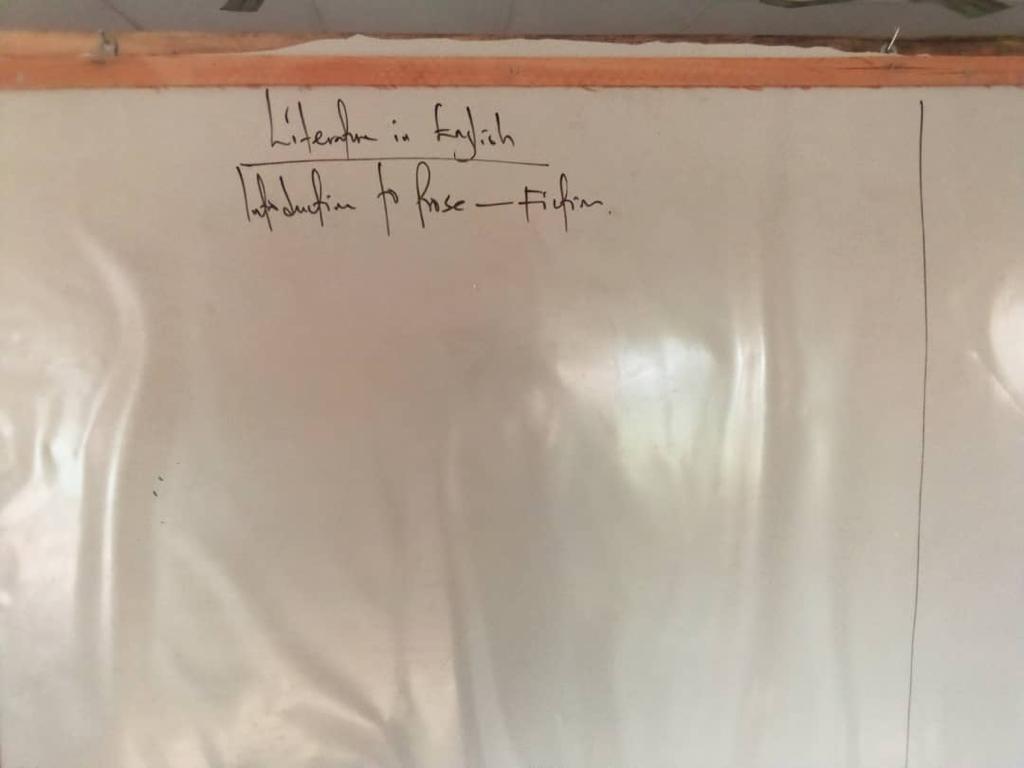 Literature in English
Introduction to Prose — Fiction.